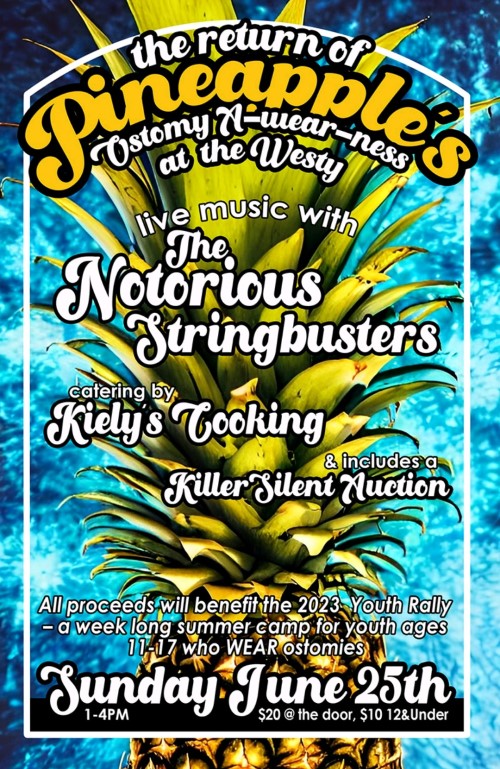 the return of
Pineapple's
Ostomy A-wear-ness
at the Westy
live music with
The
Notorious
Stringbusters
catering by
Kiely's Cooking
& includes a
Killer Silent Auction
All proceeds will benefit the 2023 Youth Rally
– a week long summer camp for youth ages
11-17 who WEAR ostomies
Sunday June 25th
1-4PM $20 @ the door, $10 12&Under